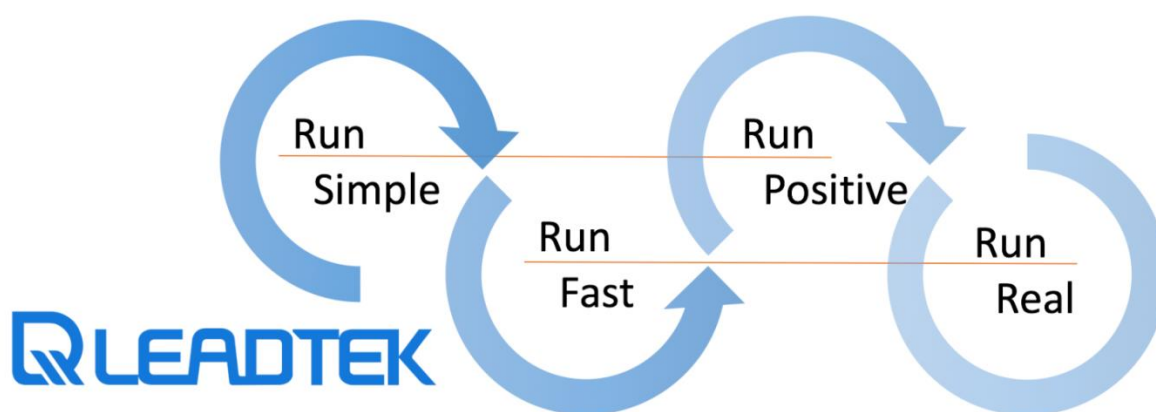 Run
Simple
Run
Fast
Run
Positive
Run
Real
LEADTEK